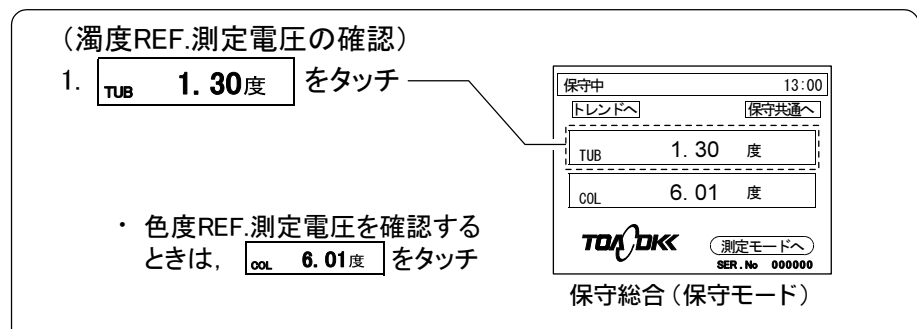 （濁度REF.測定電圧の確認）
1. TUB 1.30度 をタッチ
・ 色度REF.測定電圧を確認する
ときは, COL 6.01度 をタッチ
保守中 13:00
トレンドへ 保守共通へ
TUB 1.30 度
COL 6.01 度
TOA DKK 測定モードへ
SER.No 000000
保守総合（保守モード）